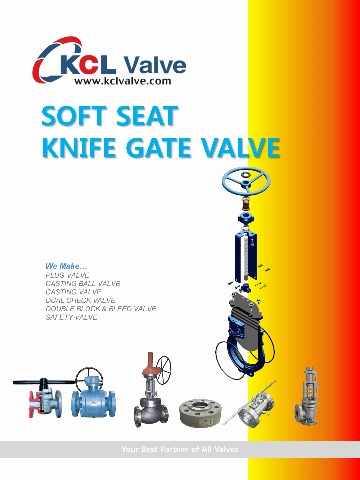 KCL Valve
www.kclvalve.com
SOFT SEAT
KNIFE GATE VALVE
We Make...
PLUG VALVE
CASTING BALL VALVE
CASTING VALVE
DUAL CHECK VALVE
DOUBLE BLOCK & BLEED VALVE
SAFETY VALVE
Your Best Partner of All Valves